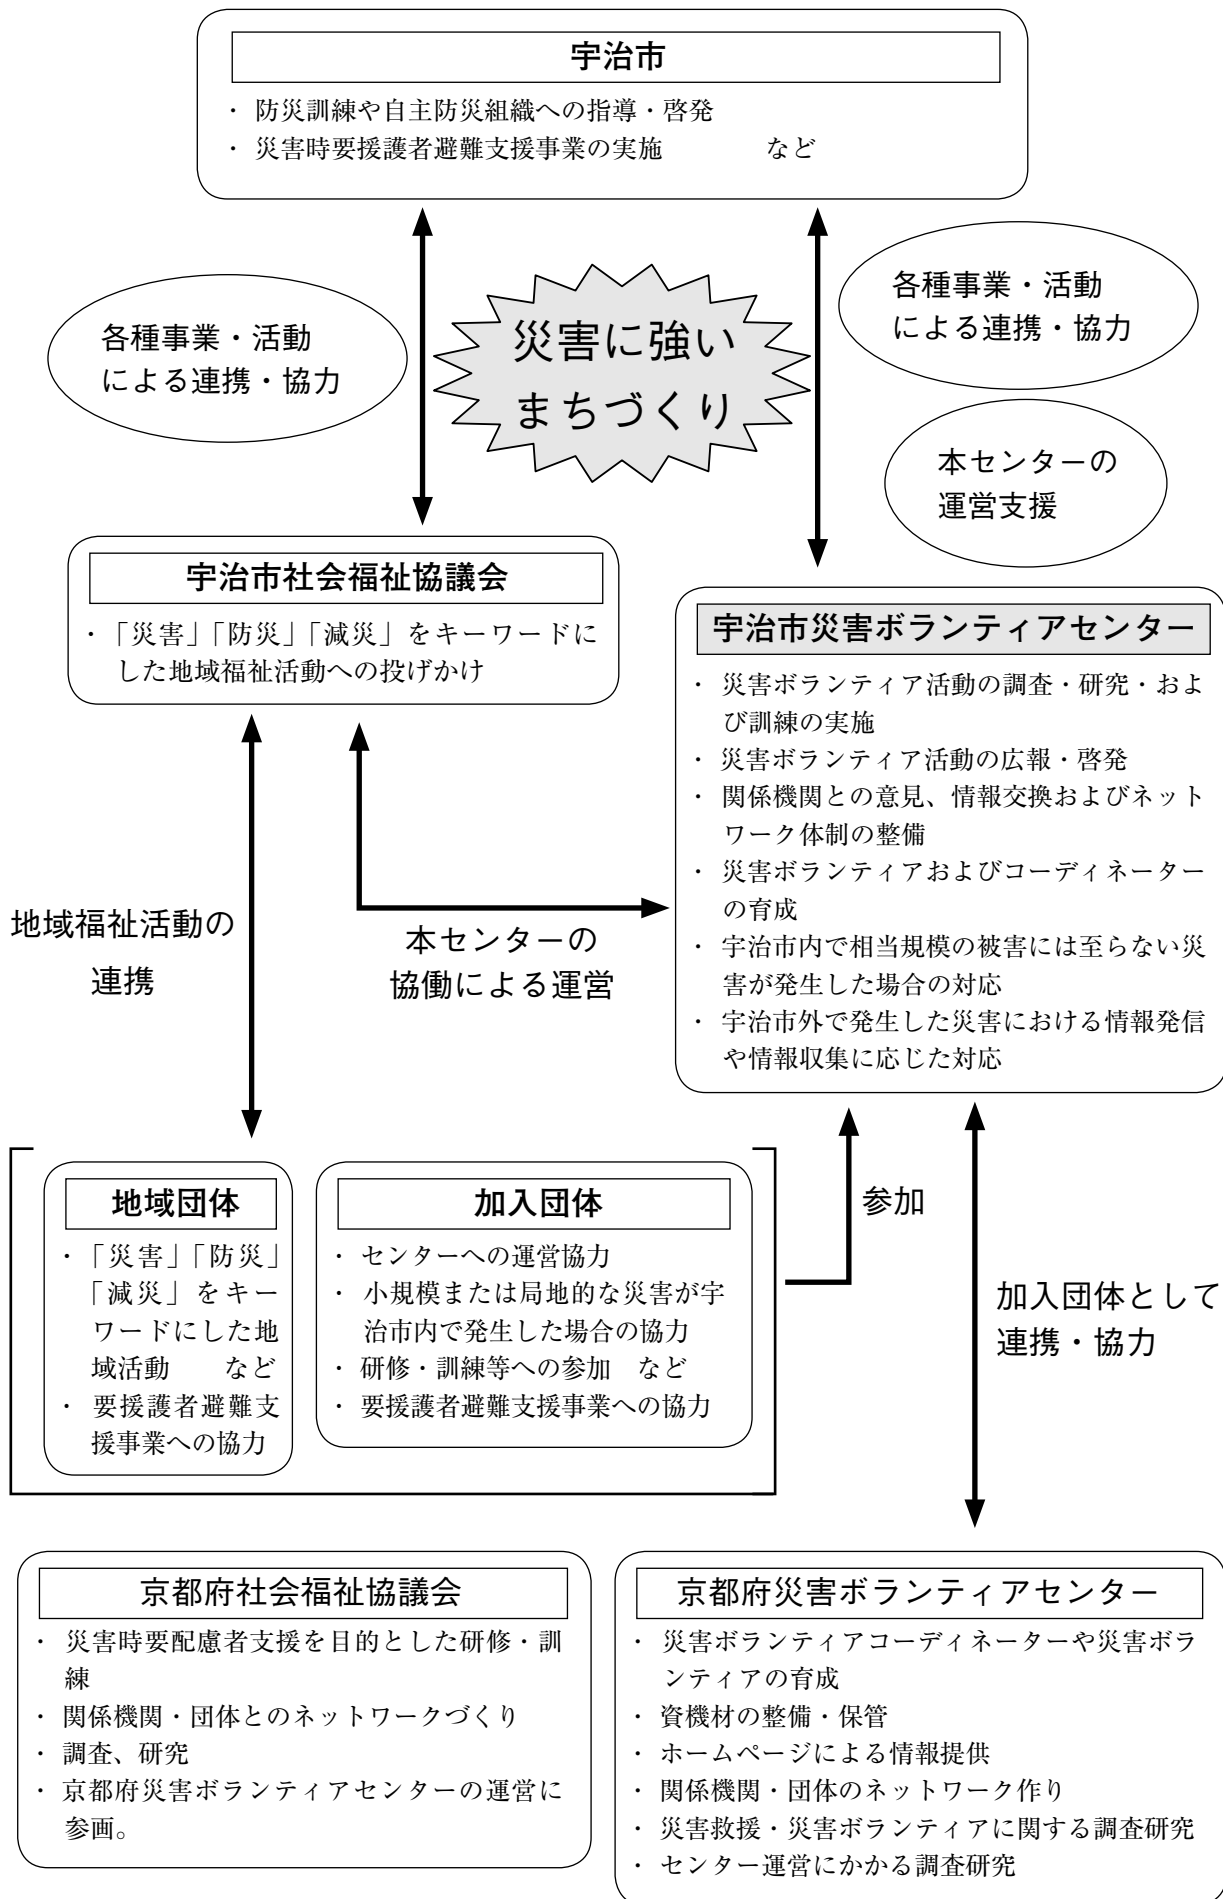 宇治市
・ 防災訓練や自主防災組織への指導・啓発
・ 災害時要援護者避難支援事業の実施　　　　など
各種事業・活動
による連携・協力
災害に強い
まちづくり
各種事業・活動
による連携・協力
本センターの
運営支援
宇治市社会福祉協議会
・「災害」「防災」「減災」をキーワードに
した地域福祉活動への投げかけ
宇治市災害ボランティアセンター
・ 災害ボランティア活動の調査・研究・およ
び訓練の実施
・ 災害ボランティア活動の広報・啓発
・ 関係機関との意見、情報交換およびネット
ワーク体制の整備
・ 災害ボランティアおよびコーディネーター
の育成
・ 宇治市内で相当規模の被害には至らない災
害が発生した場合の対応
・ 宇治市外で発生した災害における情報発信
や情報収集に応じた対応
地域福祉活動の
連携
本センターの
協働による運営
地域団体
・「災害」「防災」
「減災」をキー
ワードにした地
域活動　　など
・ 要援護者避難支
援事業への協力
加入団体
・ センターへの運営協力
・ 小規模または局地的な災害が宇
治市内で発生した場合の協力
・ 研修・訓練等への参加　など
・ 要援護者避難支援事業への協力
参加
加入団体として
連携・協力
京都府社会福祉協議会
・ 災害時要配慮者支援を目的とした研修・訓
練
・ 関係機関・団体とのネットワークづくり
・ 調査、研究
・ 京都府災害ボランティアセンターの運営に
参画。
京都府災害ボランティアセンター
・ 災害ボランティアコーディネーターや災害ボラ
ンティアの育成
・ 資機材の整備・保管
・ ホームページによる情報提供
・ 関係機関・団体のネットワーク作り
・ 災害救援・災害ボランティアに関する調査研究
・ センター運営にかかる調査研究